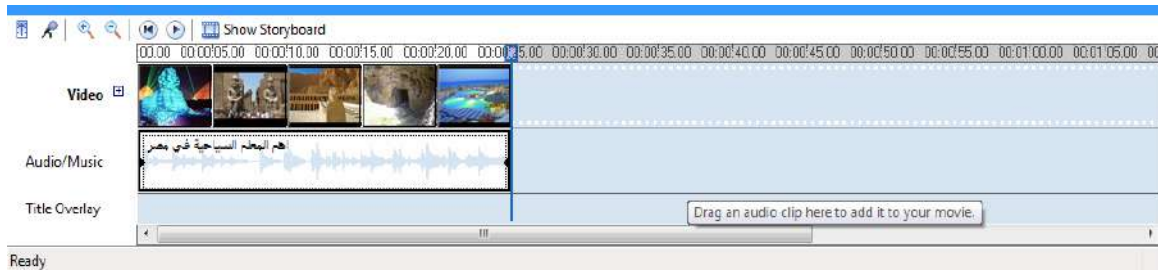 Show Storyboard
00.00 00:00'05.00 00:00'10.00 00:00'15.00 00:00'20.00 00:00 5.00 00:00'30.00 00:00'35.00 00:00'40.00 00:00'45.00 00:00'50.00 00:00'55.00 00:01'00.00 00:01'05.00 00
Video
اهم المعلم السياحية في مصر
Audio/Music
Title Overlay
Drag an audio clip here to add it to your movie.
Ready